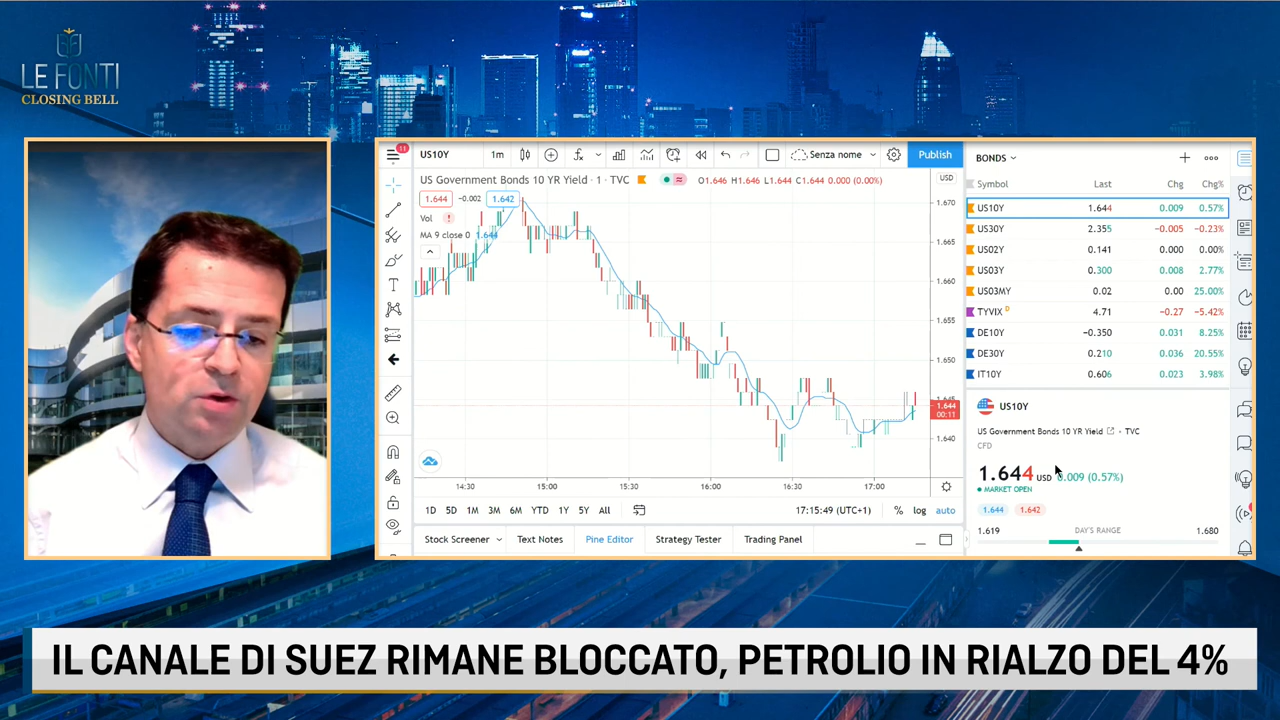 LE FONTI
CLOSING BELL
11
US10Y
1m
Senza nome
Publish
US Government Bonds 10 YR Yield · 1 · TVC
O1.646 H1.646 L1.644 C1.644 0.000 (0.00%)
USD
1.644
-0.002
1.642
Vol
MA 9 close 0 1.644
1.670
1.665
1.660
1.655
1.650
1.645
1.644
00:11
1.640
14:30
15:00
15:30
16:00
16:30
17:00
1D 5D 1M 3M 6M YTD 1Y 5Y All
17:15:49 (UTC+1)
%
log
auto
Stock Screener
Text Notes
Pine Editor
Strategy Tester
Trading Panel
BONDS
Symbol Last Chg Chg%
US10Y 1.644 0.009 0.57%
US30Y 2.355 −0.005 −0.23%
US02Y 0.141 0.000 0.00%
US03Y 0.300 0.008 2.77%
US03MY 0.02 0.00 25.00%
TYVIX D 4.71 −0.27 −5.42%
DE10Y −0.350 0.031 8.25%
DE30Y 0.210 0.036 20.55%
IT10Y 0.606 0.023 3.98%
US10Y
US Government Bonds 10 YR Yield · TVC
CFD
1.644 USD 0.009 (0.57%)
MARKET OPEN
1.644
1.642
1.619 DAY'S RANGE 1.680
IL CANALE DI SUEZ RIMANE BLOCCATO, PETROLIO IN RIALZO DEL 4%